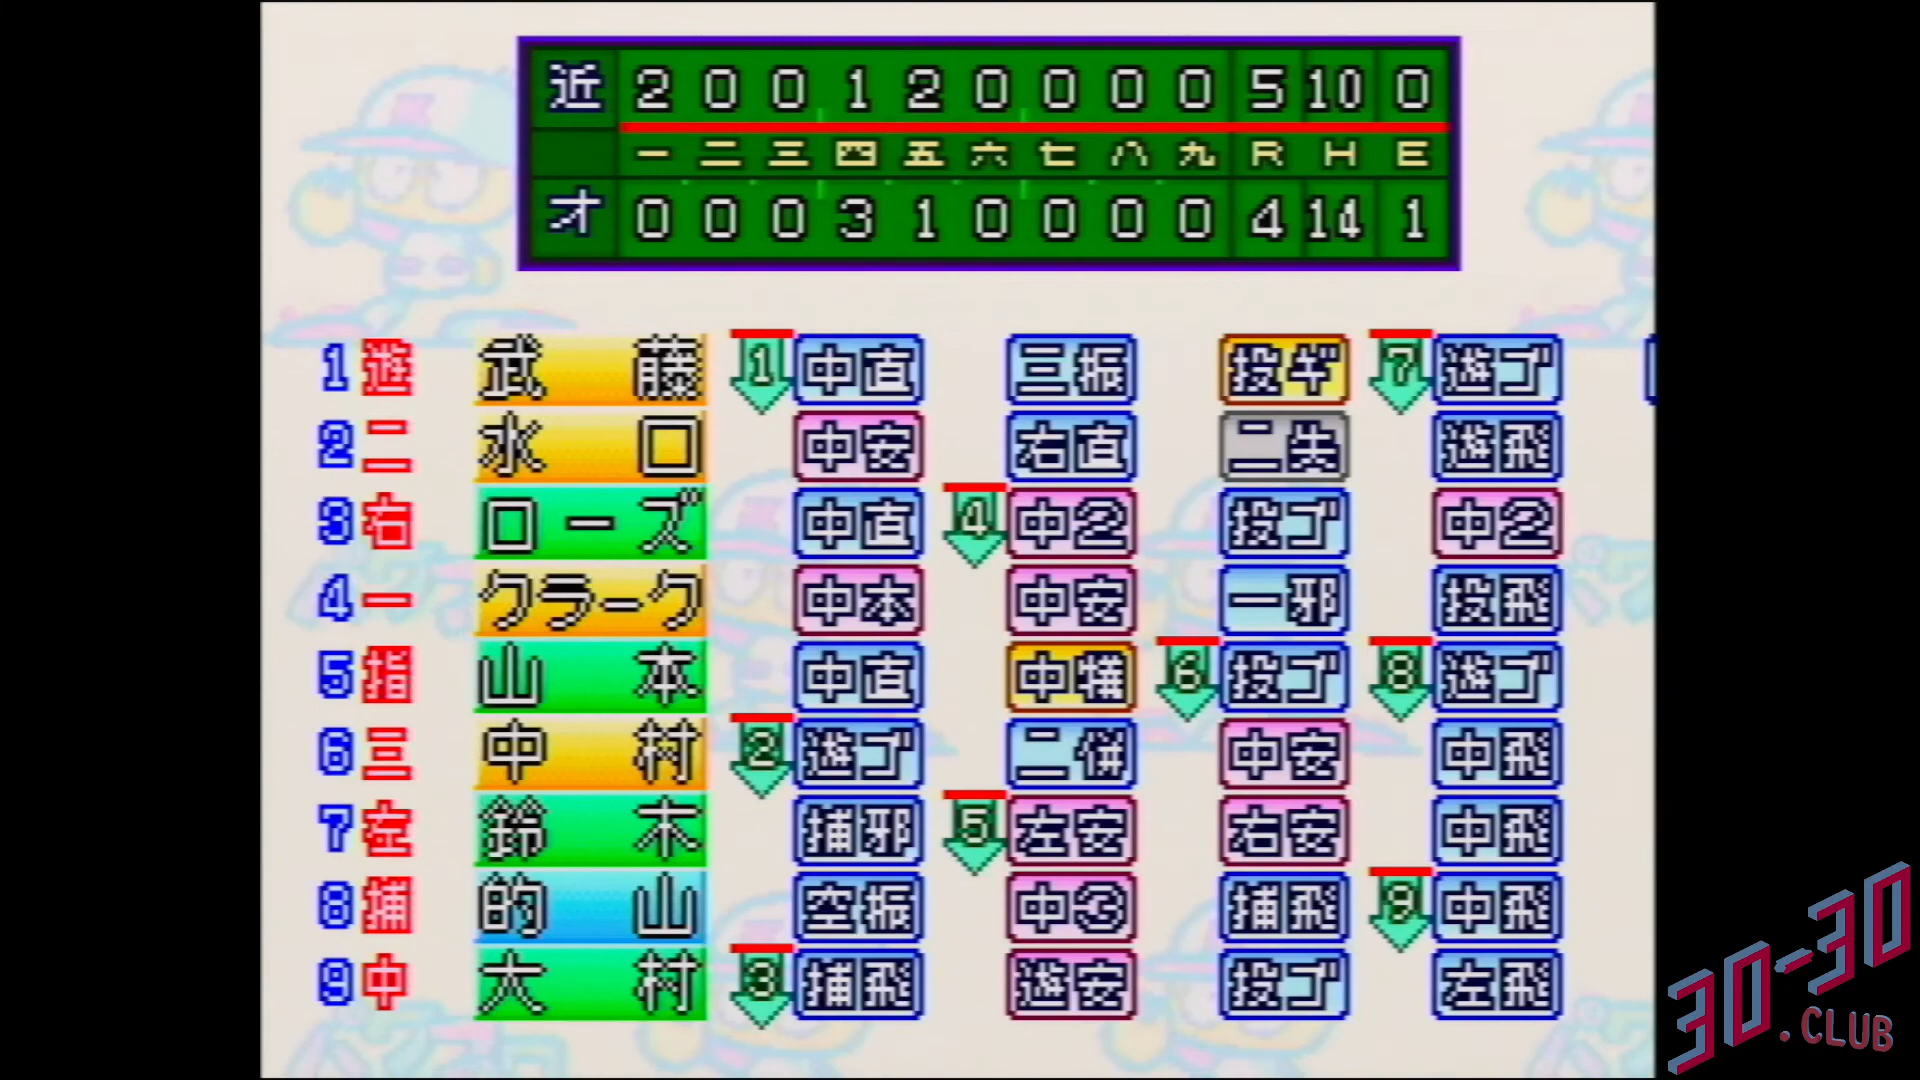 近 2 0 0 1 2 0 0 0 0 5 10 0
一 二 三 四 五 六 七 八 九 R H E
オ 0 0 0 3 1 0 0 0 0 4 14 1
1 遊 武藤 1 中直 三振 投ギ 7 遊ゴ
2 二 水口 中安 右直 二失 遊飛
3 右 ローズ 中直 4 中2 投ゴ 中2
4 一 クラーク 中本 中安 一邪 投飛
5 指 山本 中直 中犠 6 投ゴ 8 遊ゴ
6 三 中村 2 遊ゴ 二併 中安 中飛
7 左 鈴木 捕邪 5 左安 右安 中飛
8 捕 的山 空振 中3 捕飛 9 中飛
9 中 大村 3 捕飛 遊安 投ゴ 左飛
30-30
.CLUB